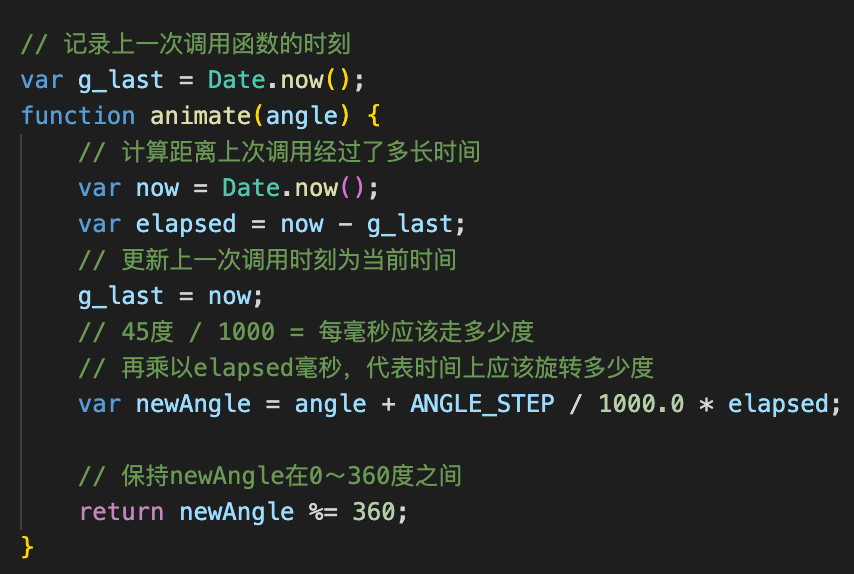 // 记录上一次调用函数的时刻
var g_last = Date.now();
function animate(angle) {
    // 计算距离上次调用经过了多长时间
    var now = Date.now();
    var elapsed = now - g_last;
    // 更新上一次调用时刻为当前时间
    g_last = now;
    // 45度 / 1000 = 每毫秒应该走多少度
    // 再乘以elapsed毫秒，代表时间上应该旋转多少度
    var newAngle = angle + ANGLE_STEP / 1000.0 * elapsed;

    // 保持newAngle在0～360度之间
    return newAngle %= 360;
}